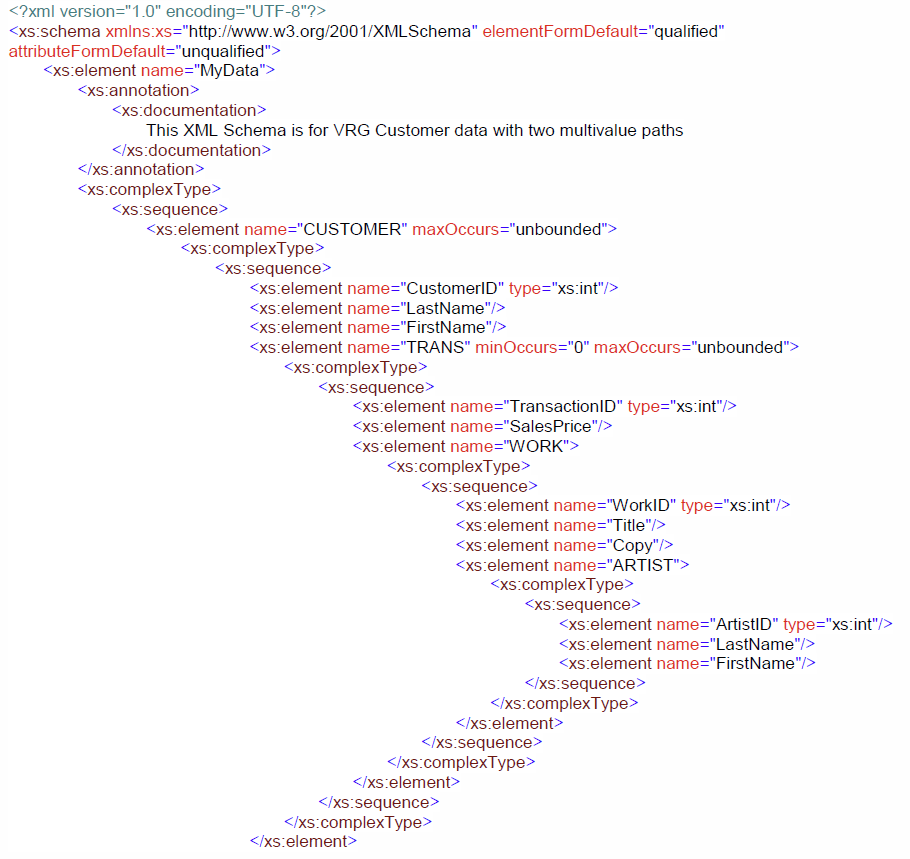 <?xml version="1.0" encoding="UTF-8"?>
<xs:schema xmlns:xs="http://www.w3.org/2001/XMLSchema" elementFormDefault="qualified"
attributeFormDefault="unqualified">
<xs:element name="MyData">
<xs:annotation>
<xs:documentation>
This XML Schema is for VRG Customer data with two multivalue paths
</xs:documentation>
</xs:annotation>
<xs:complexType>
<xs:sequence>
<xs:element name="CUSTOMER" maxOccurs="unbounded">
<xs:complexType>
<xs:sequence>
<xs:element name="CustomerID" type="xs:int"/>
<xs:element name="LastName"/>
<xs:element name="FirstName"/>
<xs:element name="TRANS" minOccurs="0" maxOccurs="unbounded">
<xs:complexType>
<xs:sequence>
<xs:element name="TransactionID" type="xs:int"/>
<xs:element name="SalesPrice"/>
<xs:element name="WORK">
<xs:complexType>
<xs:sequence>
<xs:element name="WorkID" type="xs:int"/>
<xs:element name="Title"/>
<xs:element name="Copy"/>
<xs:element name="ARTIST">
<xs:complexType>
<xs:sequence>
<xs:element name="ArtistID" type="xs:int"/>
<xs:element name="LastName"/>
<xs:element name="FirstName"/>
</xs:sequence>
</xs:complexType>
</xs:element>
</xs:sequence>
</xs:complexType>
</xs:element>
</xs:sequence>
</xs:complexType>
</xs:element>